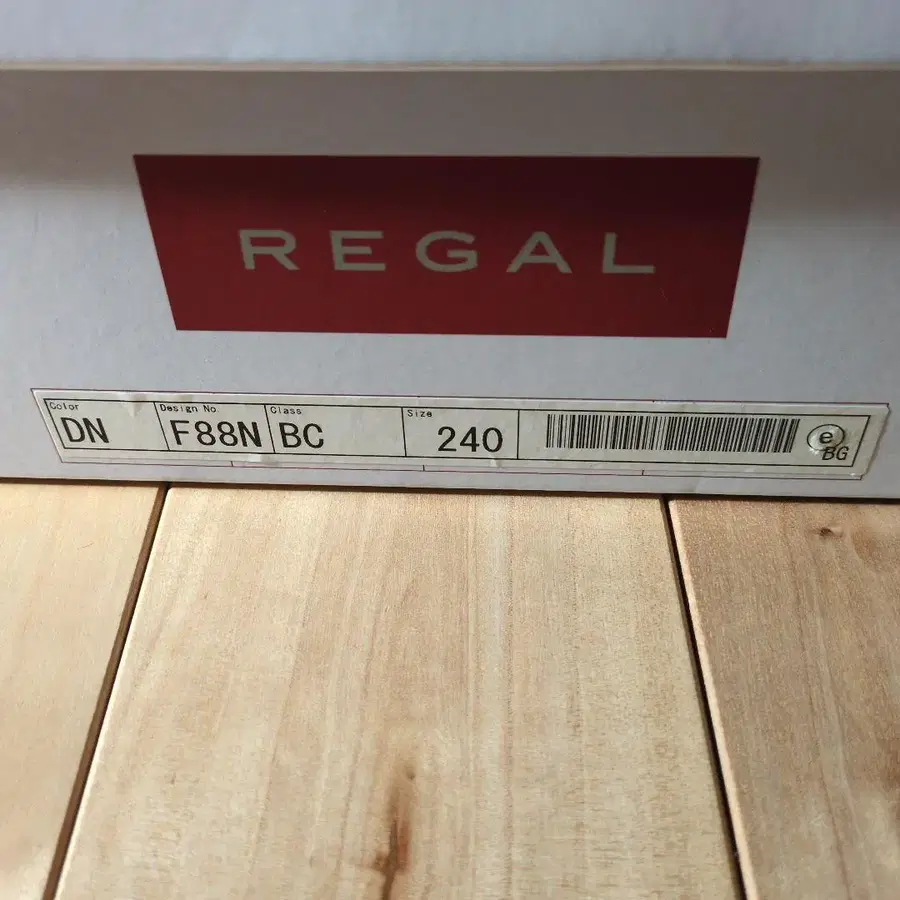 REGAL
Color Design No. Class Size
DN F88N BC 240 e
BG